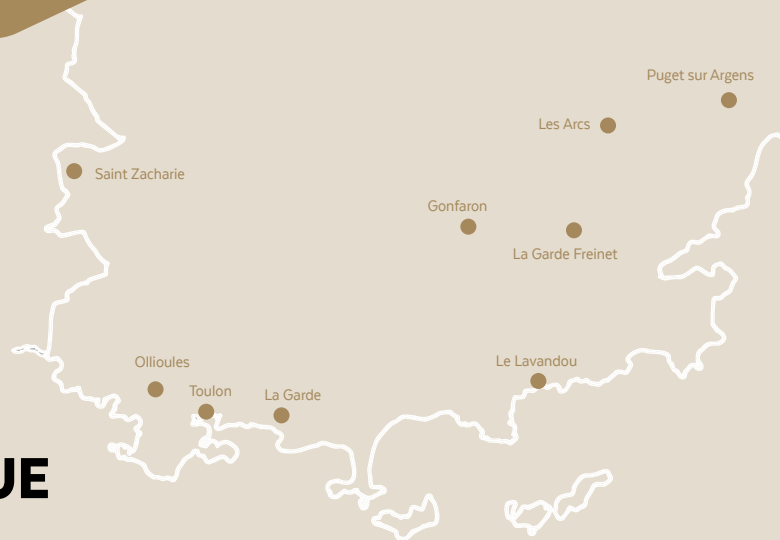 Puget sur Argens
Les Arcs
Saint Zacharie
Gonfaron
La Garde Freinet
Le Lavandou
Ollioules
Toulon
La Garde
UE